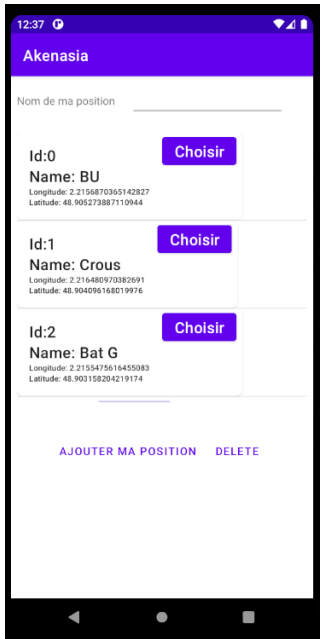 12:37
Akenasia
Nom de ma position
Id:0
Choisir
Name: BU
Longitude: 2.2156870365142827
Latitude: 48.905273887110944
Id:1
Choisir
Name: Crous
Longitude: 2.216480970382691
Latitude: 48.904096168019976
Id:2
Choisir
Name: Bat G
Longitude: 2.2155475616455083
Latitude: 48.903158204219174
AJOUTER MA POSITION DELETE